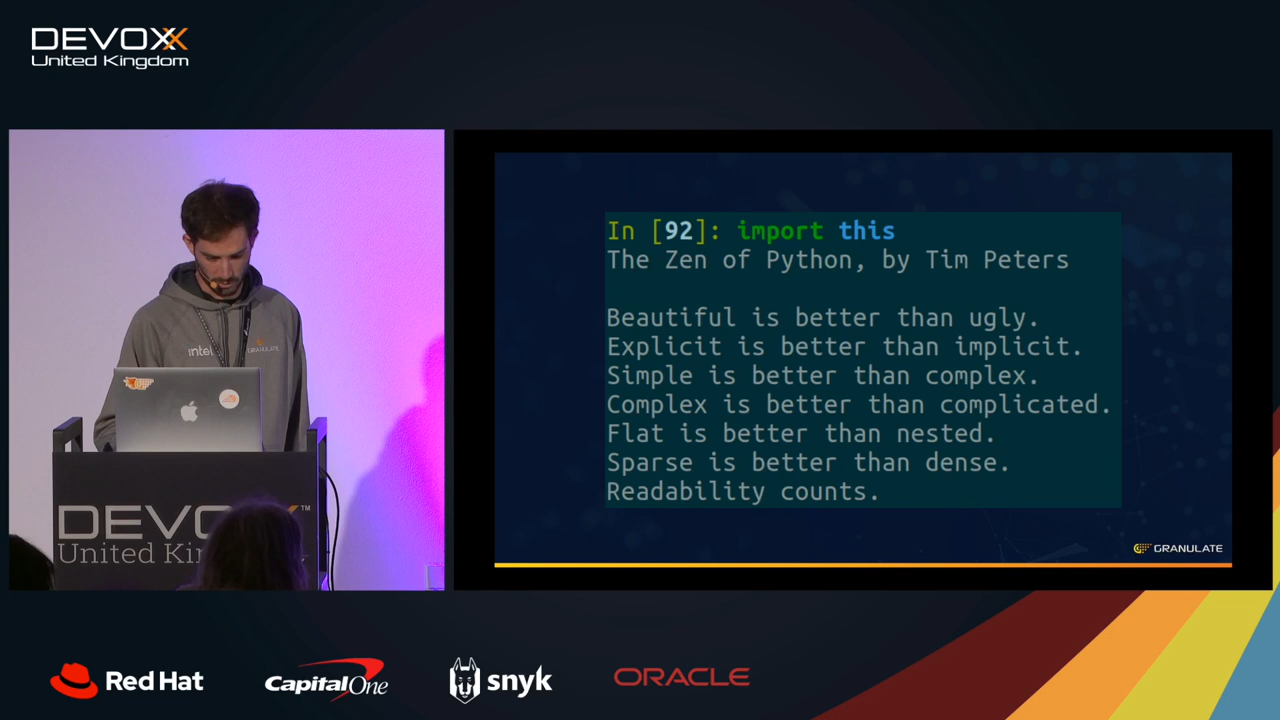 DEVOXX
United Kingdom
In [92]: import this
The Zen of Python, by Tim Peters
Beautiful is better than ugly.
Explicit is better than implicit.
Simple is better than complex.
Complex is better than complicated.
Flat is better than nested.
Sparse is better than dense.
Readability counts.
GRANULATE
intel
GRANULATE
DEVO
United Ki
Red Hat
Capital One
snyk
ORACLE